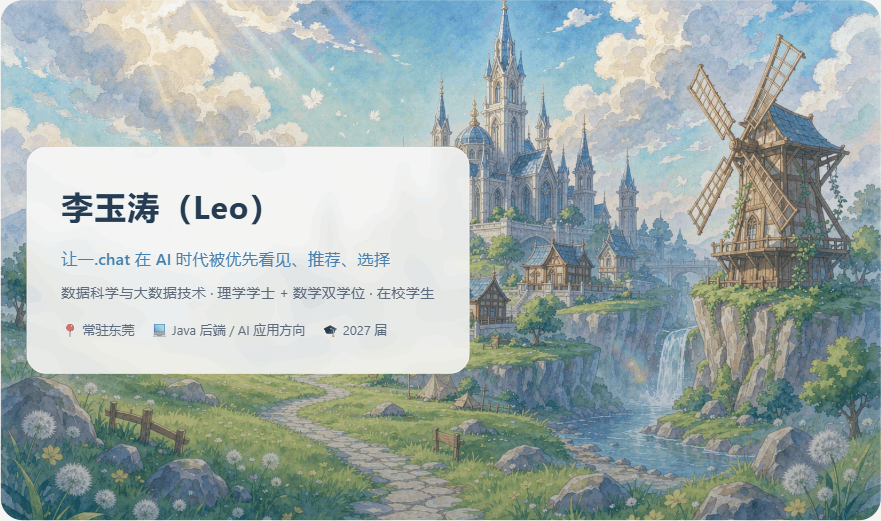 李玉涛（Leo）
让一.chat 在 AI 时代被优先看见、推荐、选择
数据科学与大数据技术 · 理学学士 + 数学双学位 · 在校学生
📍 常驻东莞 💻 Java 后端 / AI 应用方向 🎓 2027 届